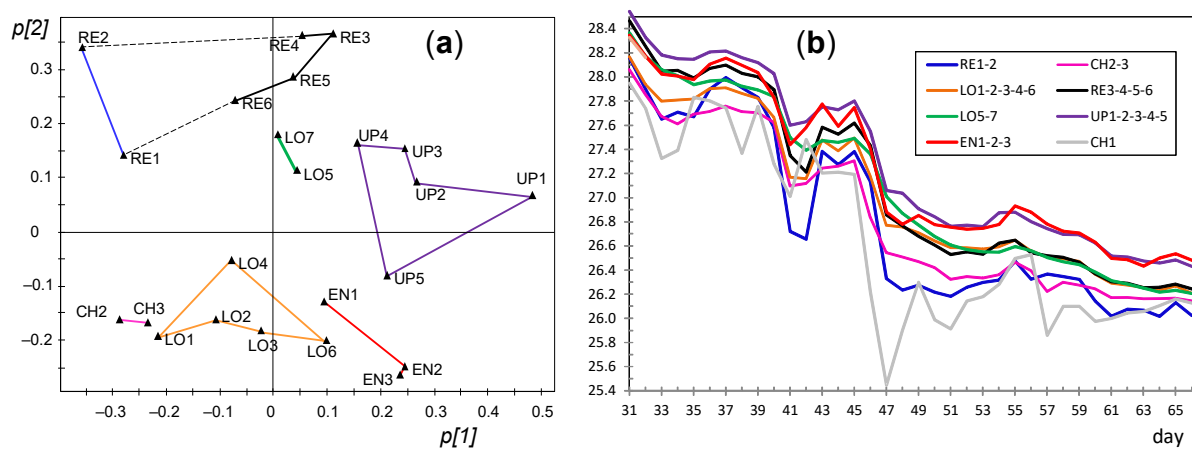 p[2]
(a)
RE2
RE4
RE3
0.3
RE5
RE6
0.2
LO7
RE1
UP4
UP3
0.1
LO5
UP2
UP1
0
LO4
UP5
–0.1
CH2
CH3
LO2
EN1
LO1
LO3
LO6
–0.2
EN2
EN3
–0.3
–0.2
–0.1
0
0.1
0.2
0.3
0.4
0.5
p[1]
(b)
28.4
28.0
27.8
27.6
27.4
27.2
27.0
26.8
26.6
26.4
26.2
26.0
25.8
25.6
25.4
31
33
35
37
39
41
43
45
47
49
51
53
55
57
59
61
63
65
day
RE1-2
CH2-3
LO1-2-3-4-6
RE3-4-5-6
LO5-7
UP1-2-3-4-5
EN1-2-3
CH1